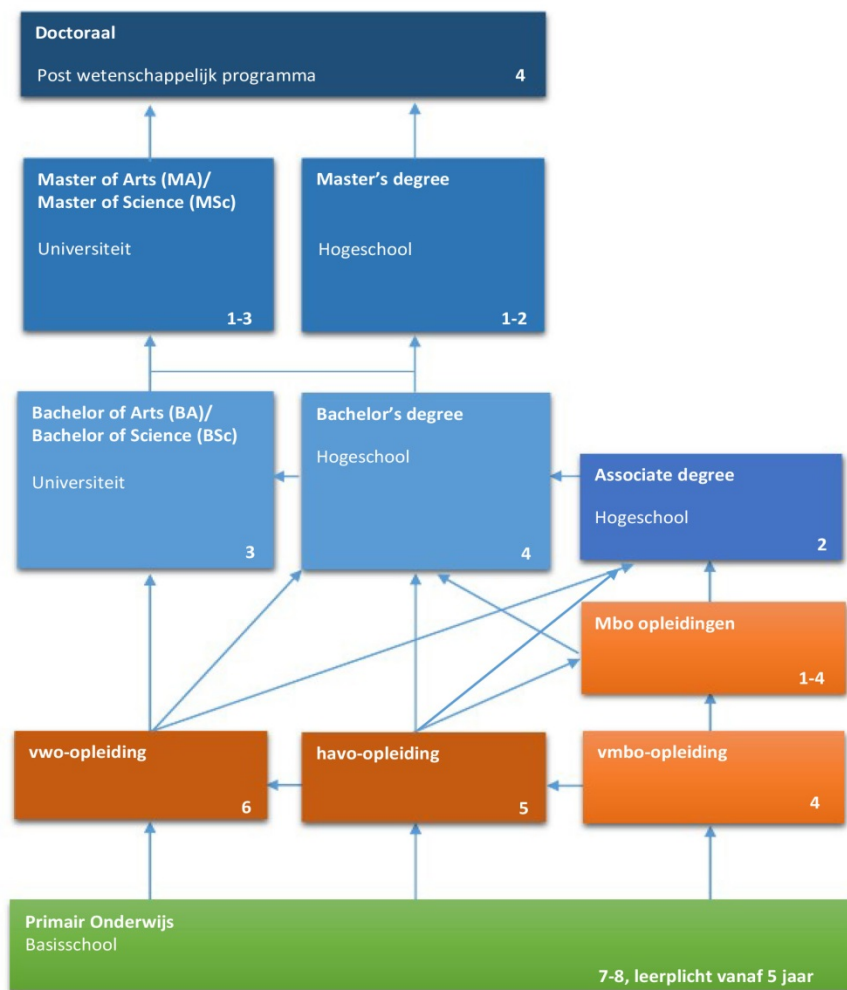 Doctoraal
Post wetenschappelijk programma
4
Master of Arts (MA)/
Master of Science (MSc)
Universiteit
1-3
Master's degree
Hogeschool
1-2
Bachelor of Arts (BA)/
Bachelor of Science (BSc)
Universiteit
3
Bachelor's degree
Hogeschool
4
Associate degree
Hogeschool
2
Mbo opleidingen
1-4
vwo-opleiding
6
havo-opleiding
5
vmbo-opleiding
4
Primair Onderwijs
Basisschool
7-8, leerplicht vanaf 5 jaar